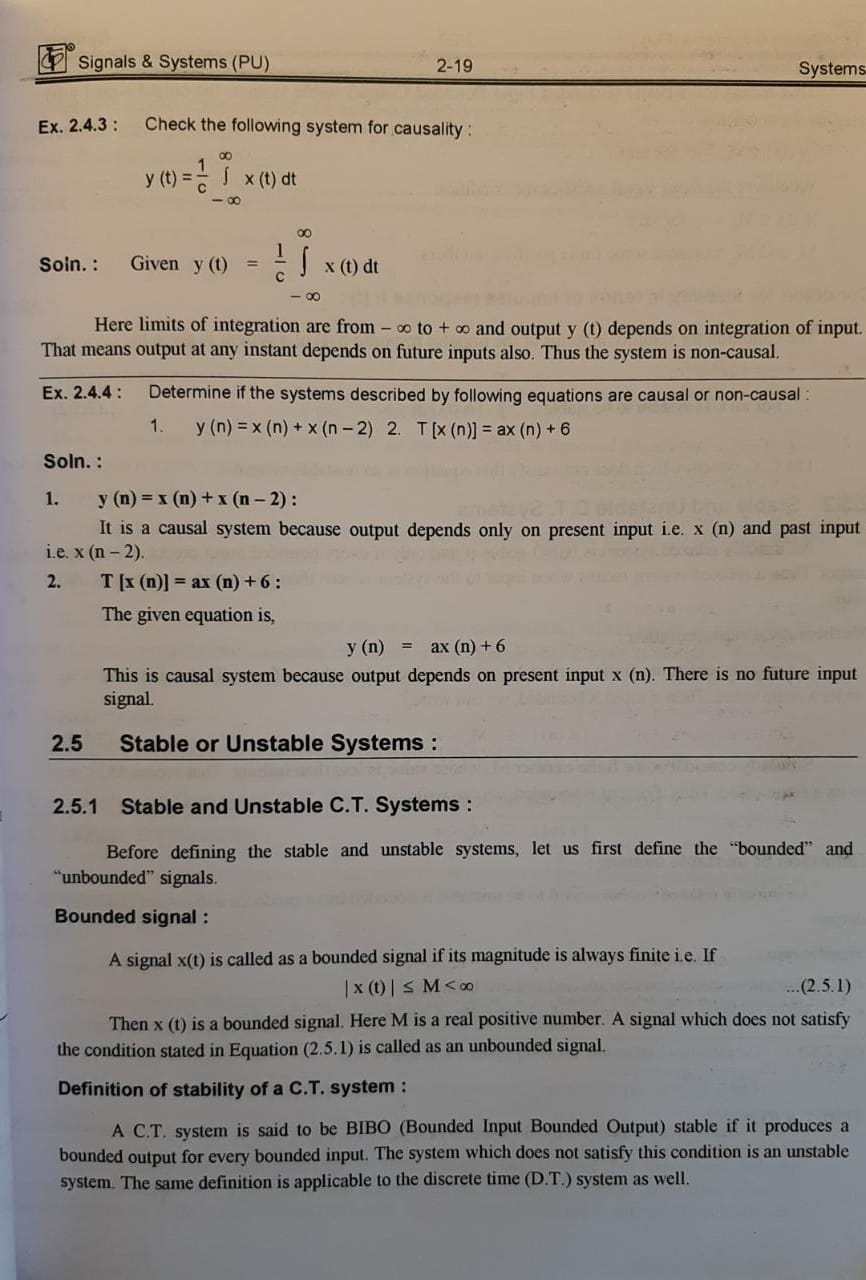 Signals & Systems (PU) 2-19 Systems
Ex. 2.4.3 : Check the following system for causality :
y (t) = 1/c ∫_{-∞}^{∞} x (t) dt
Soln. : Given y (t) = 1/c ∫_{-∞}^{∞} x (t) dt
Here limits of integration are from – ∞ to + ∞ and output y (t) depends on integration of input.
That means output at any instant depends on future inputs also. Thus the system is non-causal.
Ex. 2.4.4 : Determine if the systems described by following equations are causal or non-causal :
1. y (n) = x (n) + x (n – 2) 2. T [x (n)] = ax (n) + 6
Soln. :
1. y (n) = x (n) + x (n – 2) :
It is a causal system because output depends only on present input i.e. x (n) and past input
i.e. x (n – 2).
2. T [x (n)] = ax (n) + 6 :
The given equation is,
y (n) = ax (n) + 6
This is causal system because output depends on present input x (n). There is no future input
signal.
2.5 Stable or Unstable Systems :
2.5.1 Stable and Unstable C.T. Systems :
Before defining the stable and unstable systems, let us first define the “bounded” and
“unbounded” signals.
Bounded signal :
A signal x(t) is called as a bounded signal if its magnitude is always finite i.e. If
| x (t) | ≤ M < ∞ ...(2.5.1)
Then x (t) is a bounded signal. Here M is a real positive number. A signal which does not satisfy
the condition stated in Equation (2.5.1) is called as an unbounded signal.
Definition of stability of a C.T. system :
A C.T. system is said to be BIBO (Bounded Input Bounded Output) stable if it produces a
bounded output for every bounded input. The system which does not satisfy this condition is an unstable
system. The same definition is applicable to the discrete time (D.T.) system as well.